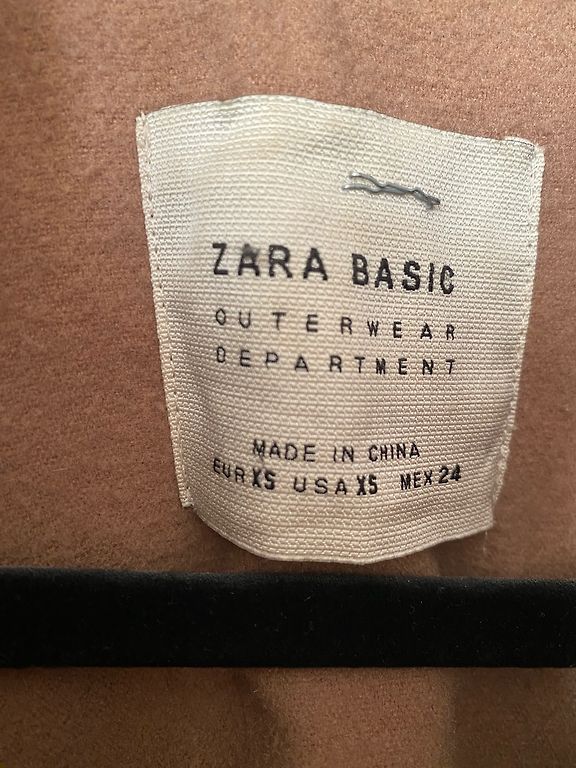 ZARA BASIC
OUTERWEAR
DEPARTMENT
MADE IN CHINA
EUR XS USA XS MEX 24